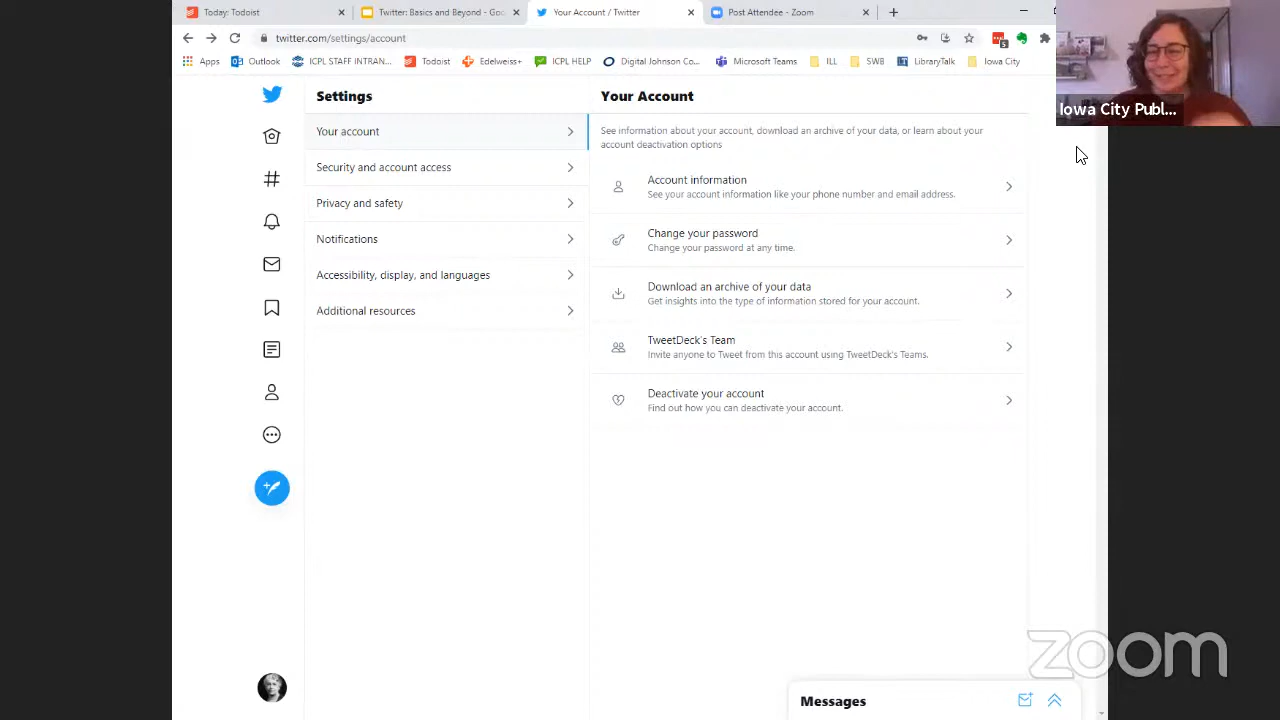 Today: Todoist
Twitter: Basics and Beyond - Goo
Your Account / Twitter
Post Attendee - Zoom
twitter.com/settings/account
5
Apps
Outlook
ICPL STAFF INTRAN...
Todoist
Edelweiss+
ICPL HELP
Digital Johnson Co...
Microsoft Teams
ILL
SWB
LibraryTalk
Iowa City
Iowa City Publ...
Settings
Your account
Security and account access
Privacy and safety
Notifications
Accessibility, display, and languages
Additional resources
Your Account
See information about your account, download an archive of your data, or learn about your
account deactivation options
Account information
See your account information like your phone number and email address.
Change your password
Change your password at any time.
Download an archive of your data
Get insights into the type of information stored for your account.
TweetDeck's Team
Invite anyone to Tweet from this account using TweetDeck's Teams.
Deactivate your account
Find out how you can deactivate your account.
Messages
zoom